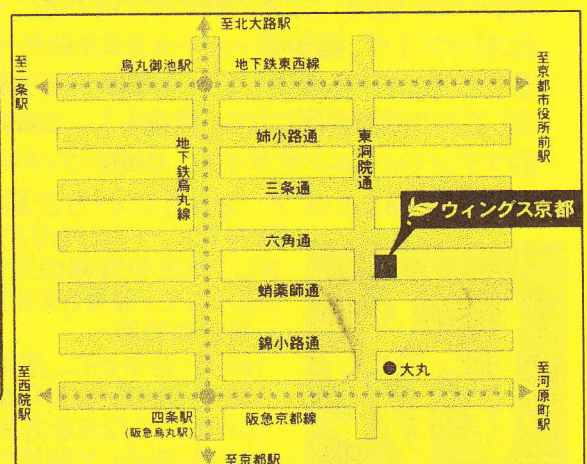 至北大路駅
至二条駅
烏丸御池駅
地下鉄東西線
至京都市役所前駅
地下鉄烏丸線
姉小路通
東洞院通
三条通
ウィングス京都
六角通
蛸薬師通
錦小路通
大丸
至西院駅
四条駅
(阪急烏丸駅)
阪急京都線
至河原町駅
至京都駅